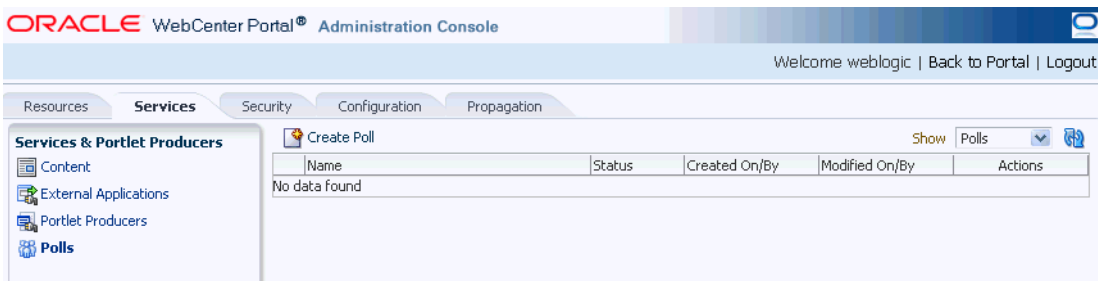 ORACLE WebCenter Portal® Administration Console
Welcome weblogic | Back to Portal | Logout
Resources Services Security Configuration Propagation
Services & Portlet Producers
Content
External Applications
Portlet Producers
Polls
Create Poll Show Polls
Name Status Created On/By Modified On/By Actions
No data found